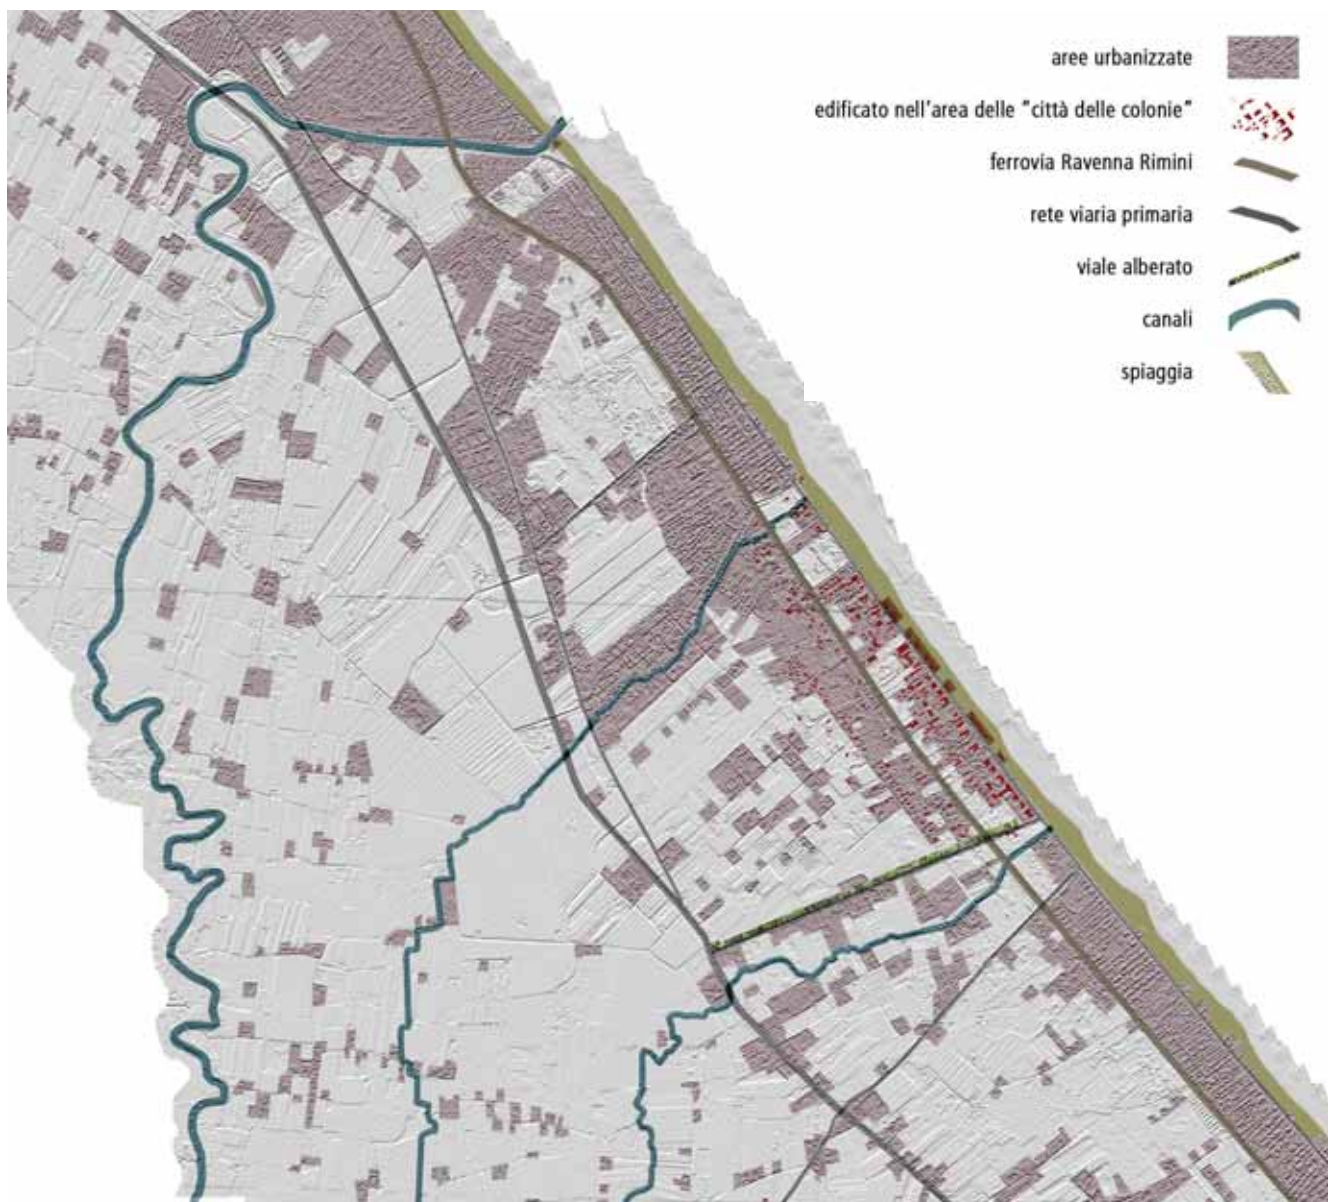 aree urbanizzate
edificato nell'area delle "città delle colonie"
ferrovia Ravenna Rimini
rete viaria primaria
viale alberato
canali
spiaggia